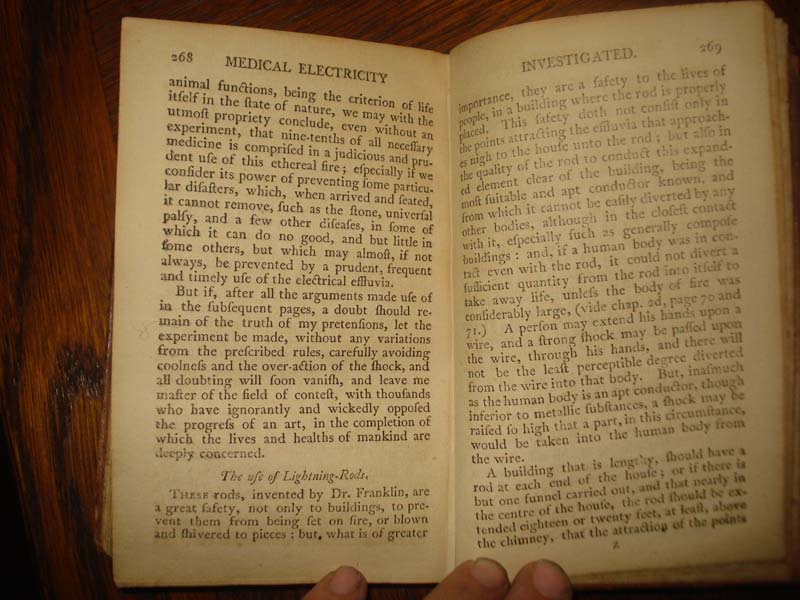 268 MEDICAL ELECTRICITY
animal functions, being the criterion of life
itſelf in the ſtate of nature, we may with the
utmoſt propriety conclude, even without an
experiment, that nine-tenths of all neceſſary
medicine is compriſed in a judicious and pru-
dent uſe of this ethereal fire; eſpecially if we
conſider its power of preventing ſome particu-
lar diſaſters, which, when arrived and ſeated,
it cannot remove, ſuch as the ſtone, univerſal
palſy, and a few other diſeaſes, in ſome of
which it can do no good, and but little in
ſome others, but which may almoſt, if not
always, be prevented by a prudent, frequent
and timely uſe of the electrical effluvia.
But if, after all the arguments made uſe of
in the ſubſequent pages, a doubt ſhould re-
main of the truth of my pretenſions, let the
experiment be made, without any variations
from the preſcribed rules, carefully avoiding
coolneſs and the over-action of the ſhock, and
all doubting will ſoon vaniſh, and leave me
maſter of the field of conteſt, with thouſands
who have ignorantly and wickedly oppoſed
the progreſs of an art, in the completion of
which the lives and healths of mankind are
deeply concerned.
The uſe of Lightning-Rods.
THESE rods, invented by Dr. Franklin, are
a great ſafety, not only to buildings, to pre-
vent them from being ſet on fire, or blown
and ſhivered to pieces : but, what is of greater
INVESTIGATED. 269
importance, they are a ſafety to the lives of
people, in a building where the rod is properly
placed. This ſafety doth not conſiſt only in
the points attracting the effluvia that approach-
es nigh to the houſe unto the rod ; but alſo in
the quality of the rod to conduct this expand-
ed element clear of the building, being the
moſt ſuitable and apt conductor known, and
from which it cannot be eaſily diverted by any
other bodies, although in the cloſeſt contact
with it, eſpecially ſuch as generally compoſe
buildings : and, if a human body was in con-
tact even with the rod, it could not divert a
ſufficient quantity from the rod into itſelf to
take away life, unleſs the body of fire was
conſiderably large, (vide chap. 2d, page 70 and
71.) A perſon may extend his hands upon a
wire, and a ſtrong ſhock may be paſſed upon
the wire, through his hands, and there will
not be the leaſt perceptible degree diverted
from the wire into that body. But, inaſmuch
as the human body is an apt conductor, though
inferior to metallic ſubſtances, a ſhock may be
raiſed ſo high that a part, in this circumſtance,
would be taken into the human body from
the wire.
A building that is lengthy, ſhould have a
rod at each end of the houſe ; or if there is
but one funnel carried out, and that nearly in
the centre of the houſe, the rod ſhould be ex-
tended eighteen or twenty feet, at leaſt, above
the chimney, that the attraction of the points